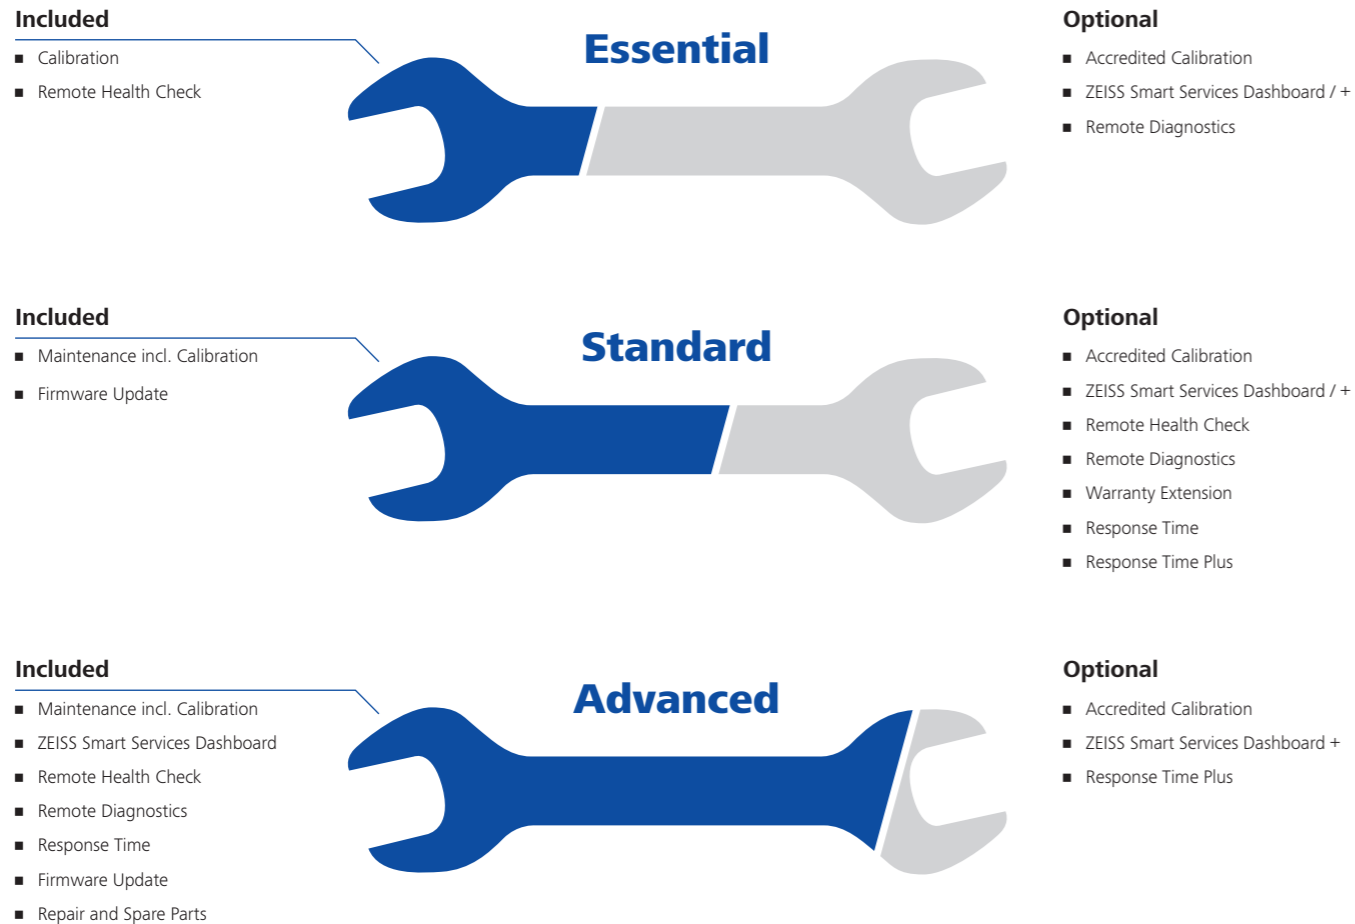 Included
Calibration
Remote Health Check
Essential
Optional
Accredited Calibration
ZEISS Smart Services Dashboard / +
Remote Diagnostics
Included
Maintenance incl. Calibration
Firmware Update
Standard
Optional
Accredited Calibration
ZEISS Smart Services Dashboard / +
Remote Health Check
Remote Diagnostics
Warranty Extension
Response Time
Response Time Plus
Included
Maintenance incl. Calibration
ZEISS Smart Services Dashboard
Remote Health Check
Remote Diagnostics
Response Time
Firmware Update
Repair and Spare Parts
Advanced
Optional
Accredited Calibration
ZEISS Smart Services Dashboard +
Response Time Plus